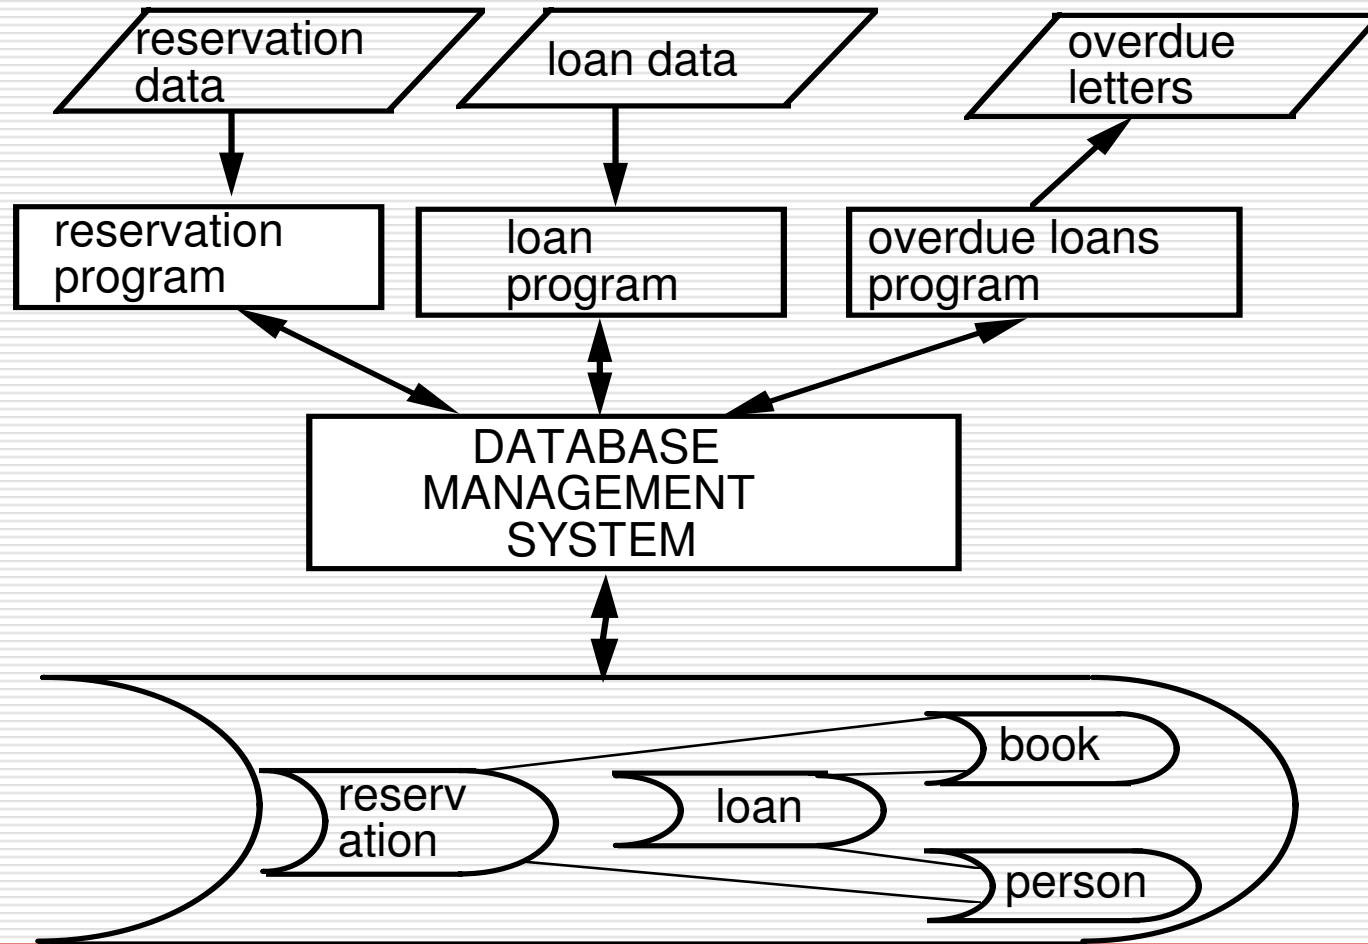 reservation
data
loan data
overdue
letters
reservation
program
loan
program
overdue loans
program
DATABASE
MANAGEMENT
SYSTEM
book
reserv
ation
loan
person